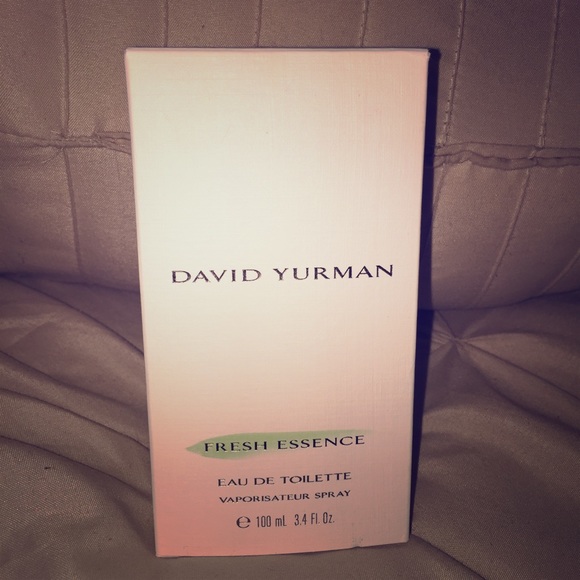 DAVID YURMAN
FRESH ESSENCE
EAU DE TOILETTE
VAPORISATEUR SPRAY
℮ 100 ml. 3.4 Fl. Oz.